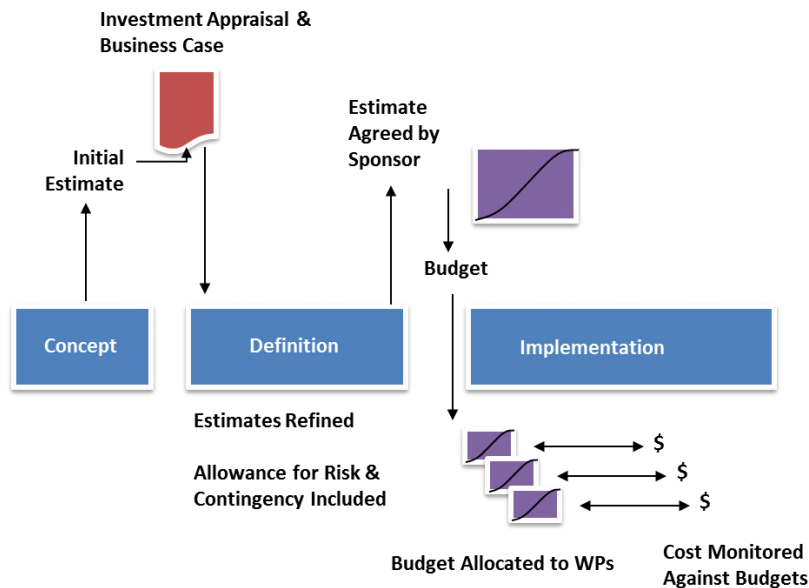 Investment Appraisal &
Business Case
Estimate
Agreed by
Sponsor
Initial
Estimate
Budget
Concept
Definition
Implementation
Estimates Refined
Allowance for Risk &
Contingency Included
$
$
$
Budget Allocated to WPs
Cost Monitored
Against Budgets